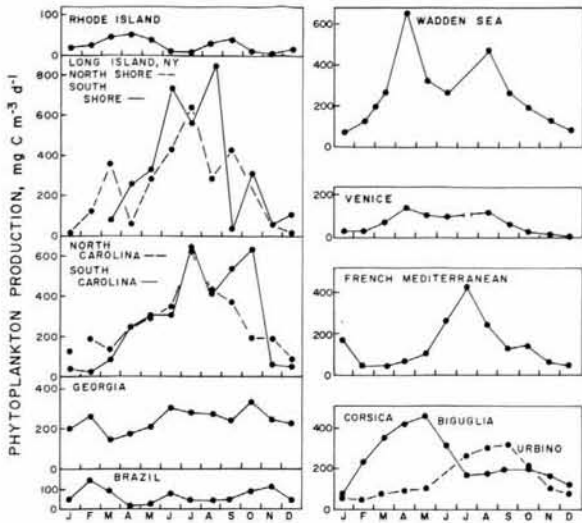 PHYTOPLANKTON PRODUCTION, mg C m⁻³ d⁻¹
RHODE ISLAND
100
0
LONG ISLAND, NY
NORTH SHORE
SOUTH
SHORE
800
600
400
200
0
NORTH
CAROLINA
SOUTH
CAROLINA
600
400
200
0
GEORGIA
400
200
0
BRAZIL
100
0
J F M A M J J A S O N D
WADDEN SEA
600
400
200
0
VENICE
200
0
FRENCH MEDITERRANEAN
400
200
0
CORSICA
BIGUGLIA
URBINO
400
200
0
J F M A M J J A S O N D